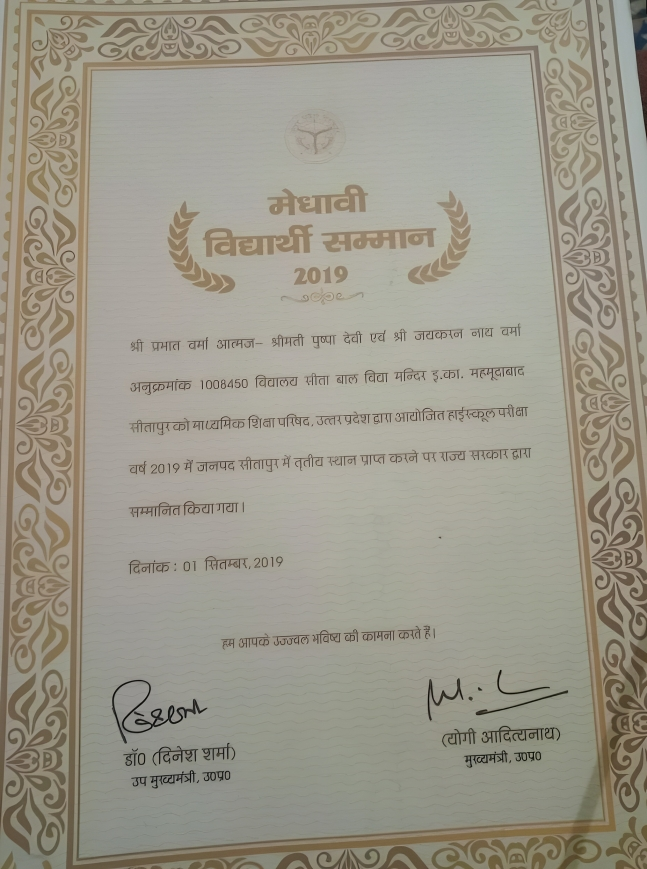 मेधावी
विद्यार्थी सम्मान
2019
श्री प्रभात वर्मा आत्मज- श्रीमती पुष्पा देवी एवं श्री जयकरन नाथ वर्मा
अनुक्रमांक 1008450 विद्यालय सीता बाल विद्या मन्दिर इ.का. महमूदाबाद
सीतापुर को माध्यमिक शिक्षा परिषद, उत्तर प्रदेश द्वारा आयोजित हाईस्कूल परीक्षा
वर्ष 2019 में जनपद सीतापुर में तृतीय स्थान प्राप्त करने पर राज्य सरकार द्वारा
सम्मानित किया गया।
दिनांक : 01 सितम्बर, 2019
हम आपके उज्ज्वल भविष्य की कामना करते हैं।
डॉ0 (दिनेश शर्मा)
उप मुख्यमंत्री, उ0प्र0
(योगी आदित्यनाथ)
मुख्यमंत्री, उ0प्र0